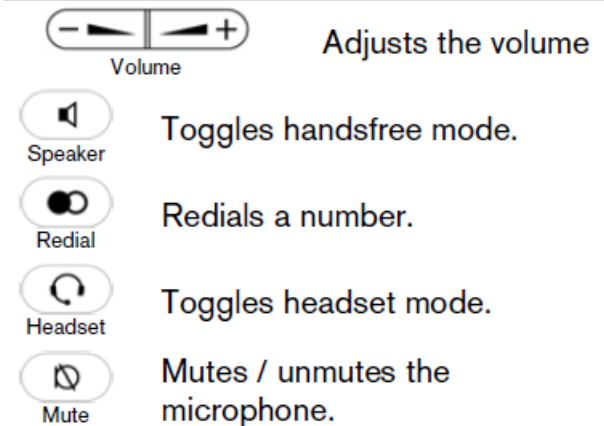 Adjusts the volume
Volume
Toggles handsfree mode.
Speaker
Redials a number.
Redial
Toggles headset mode.
Headset
Mutes / unmutes the
microphone.
Mute